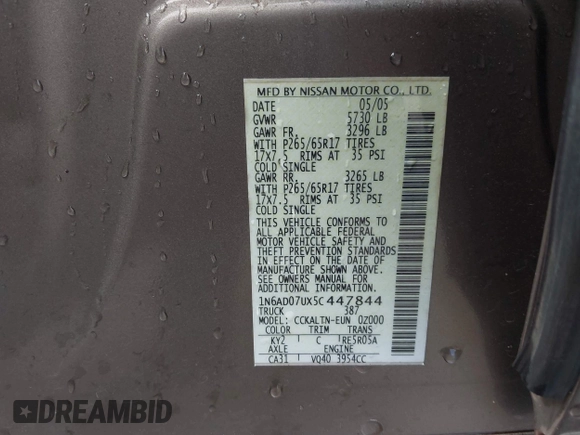 MFD BY NISSAN MOTOR CO., LTD.
DATE 05/05
GVWR 5730 LB
GAWR FR. 3296 LB
WITH P265/65R17 TIRES
17X7.5 RIMS AT 35 PSI
COLD SINGLE
GAWR RR. 3265 LB
WITH P265/65R17 TIRES
17X7.5 RIMS AT 35 PSI
COLD SINGLE
THIS VEHICLE CONFORMS TO
ALL APPLICABLE FEDERAL
MOTOR VEHICLE SAFETY AND
THEFT PREVENTION STANDARDS
IN EFFECT ON THE DATE OF
MANUFACTURE SHOWN ABOVE.
SEE OWNERS MANUAL FOR
ADDITIONAL INFORMATION.
1N6AD07UX5C447844
TRUCK 387
MODEL: CCKALTN-EUN 0Z000
COLOR TRIM TRANS
KY2 C RE5R05A
AXLE ENGINE
CA31 VQ40 3954CC
DREAMBID